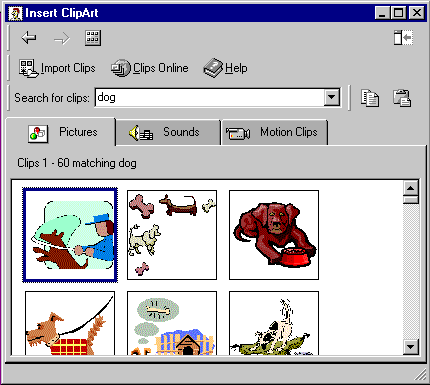 Insert ClipArt
Import Clips Clips Online Help
Search for clips: dog
Pictures Sounds Motion Clips
Clips 1 - 60 matching dog